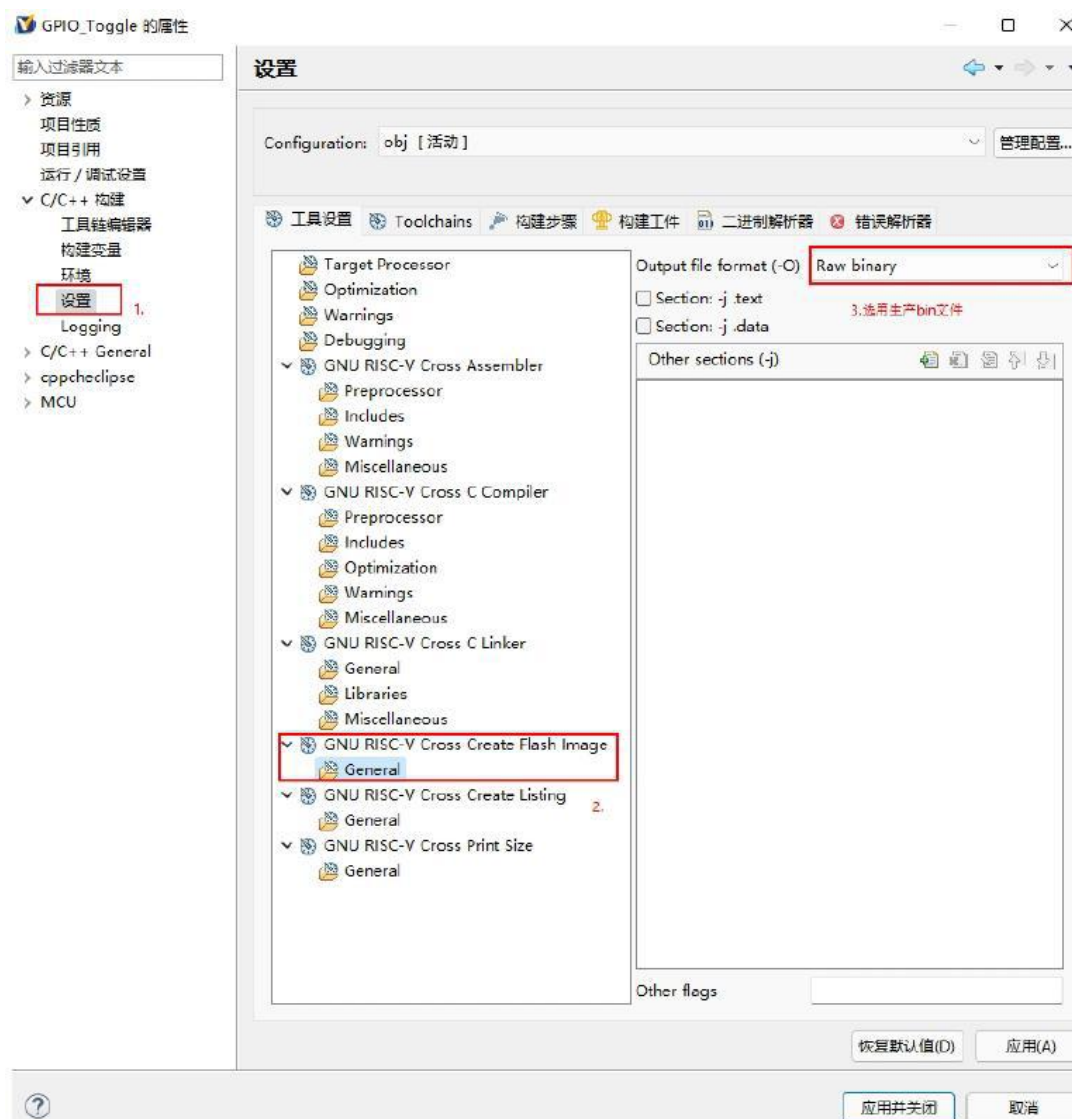 GPIO_Toggle 的属性
输入过滤器文本
资源
项目性质
项目引用
运行 / 调试设置
C/C++ 构建
工具链编辑器
构建变量
环境
设置
1.
Logging
C/C++ General
cppcheclipse
MCU
设置
Configuration: obj [ 活动 ]
管理配置...
工具设置 Toolchains 构建步骤 构建工件 二进制解析器 错误解析器
Target Processor
Optimization
Warnings
Debugging
GNU RISC-V Cross Assembler
Preprocessor
Includes
Warnings
Miscellaneous
GNU RISC-V Cross C Compiler
Preprocessor
Includes
Optimization
Warnings
Miscellaneous
GNU RISC-V Cross C Linker
General
Libraries
Miscellaneous
GNU RISC-V Cross Create Flash Image
General
GNU RISC-V Cross Create Listing
2.
General
GNU RISC-V Cross Print Size
General
Output file format (-O) Raw binary
Section: -j .text
3.选用生产bin文件
Section: -j .data
Other sections (-j)
Other flags
恢复默认值(D) 应用(A)
应用并关闭 取消